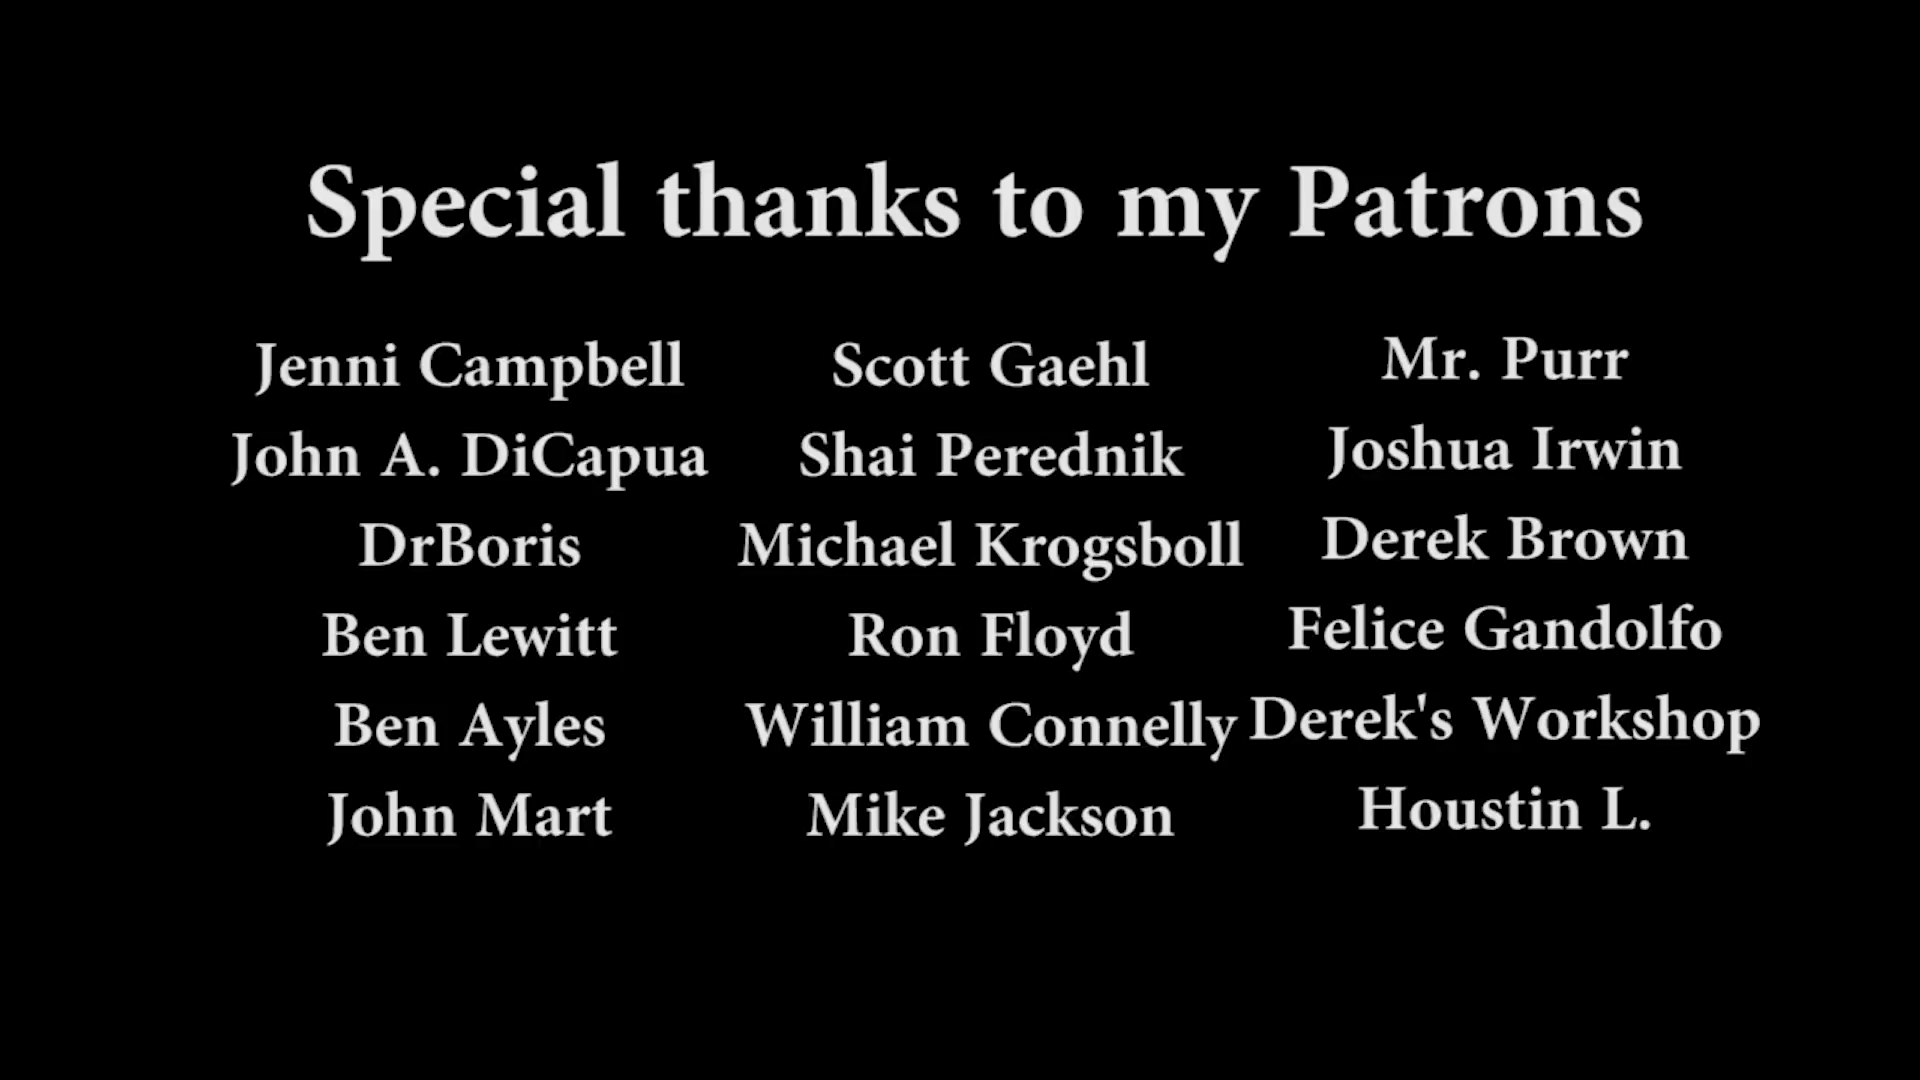 Special thanks to my Patrons
Jenni Campbell
John A. DiCapua
DrBoris
Ben Lewitt
Ben Ayles
John Mart
Scott Gaehl
Shai Perednik
Michael Krogsboll
Ron Floyd
William Connelly
Mike Jackson
Mr. Purr
Joshua Irwin
Derek Brown
Felice Gandolfo
Derek's Workshop
Houstin L.